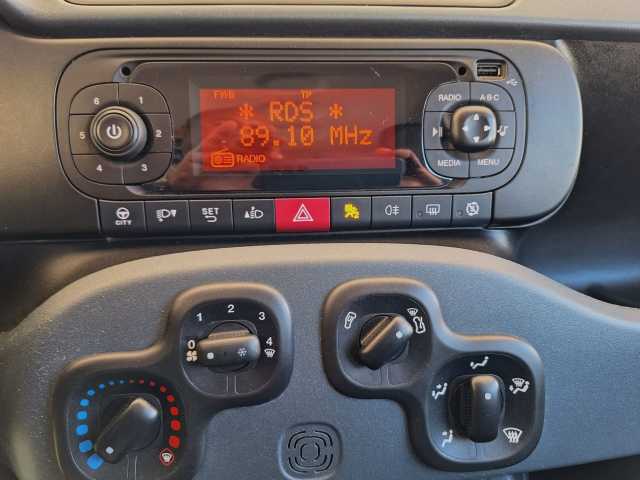 FMB TP
* RDS *
89.10 MHz
RADIO
6 1
5 2
4 3
RADIO A-B-C
MEDIA MENU
CITY
SET
1 2 3
0 4